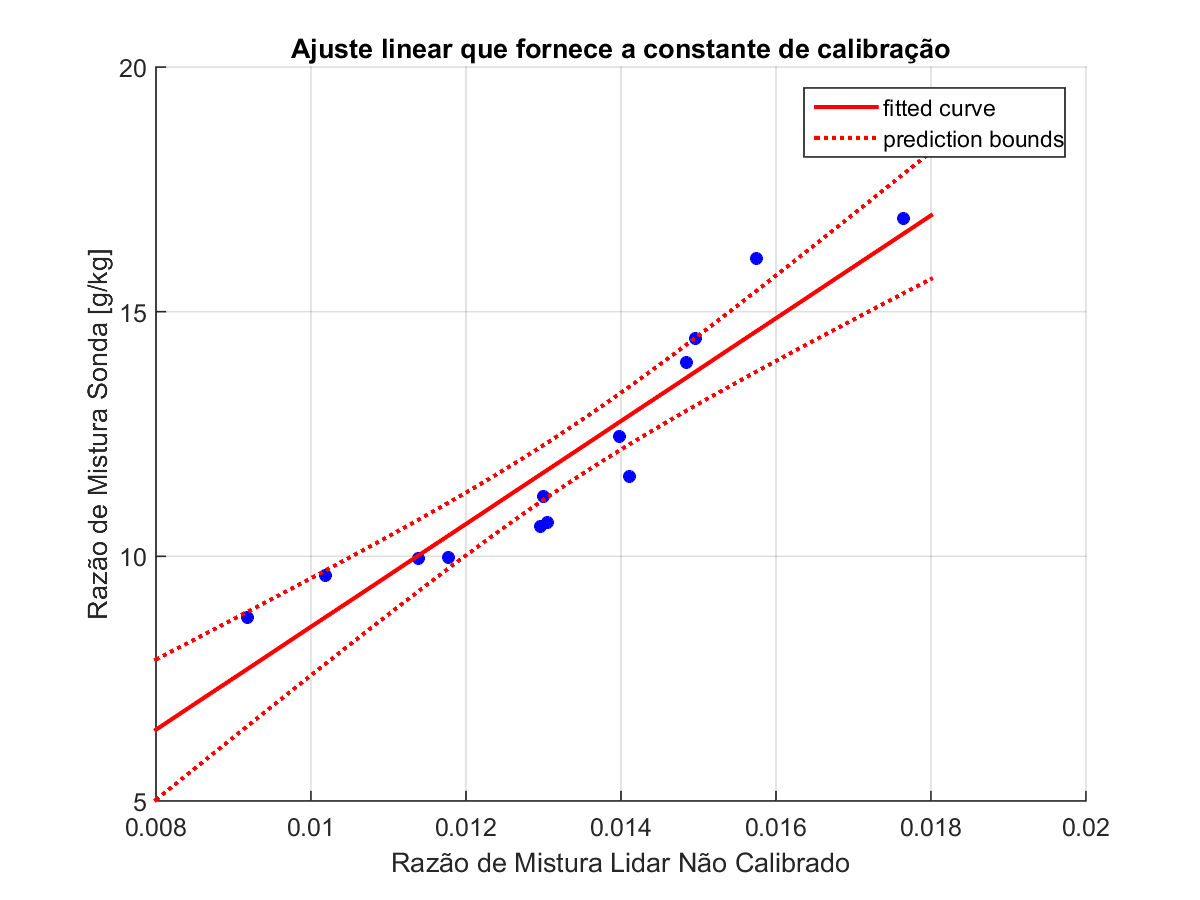 Ajuste linear que fornece a constante de calibração
fitted curve
prediction bounds
20
15
10
5
Razão de Mistura Sonda [g/kg]
0.008 0.01 0.012 0.014 0.016 0.018 0.02
Razão de Mistura Lidar Não Calibrado